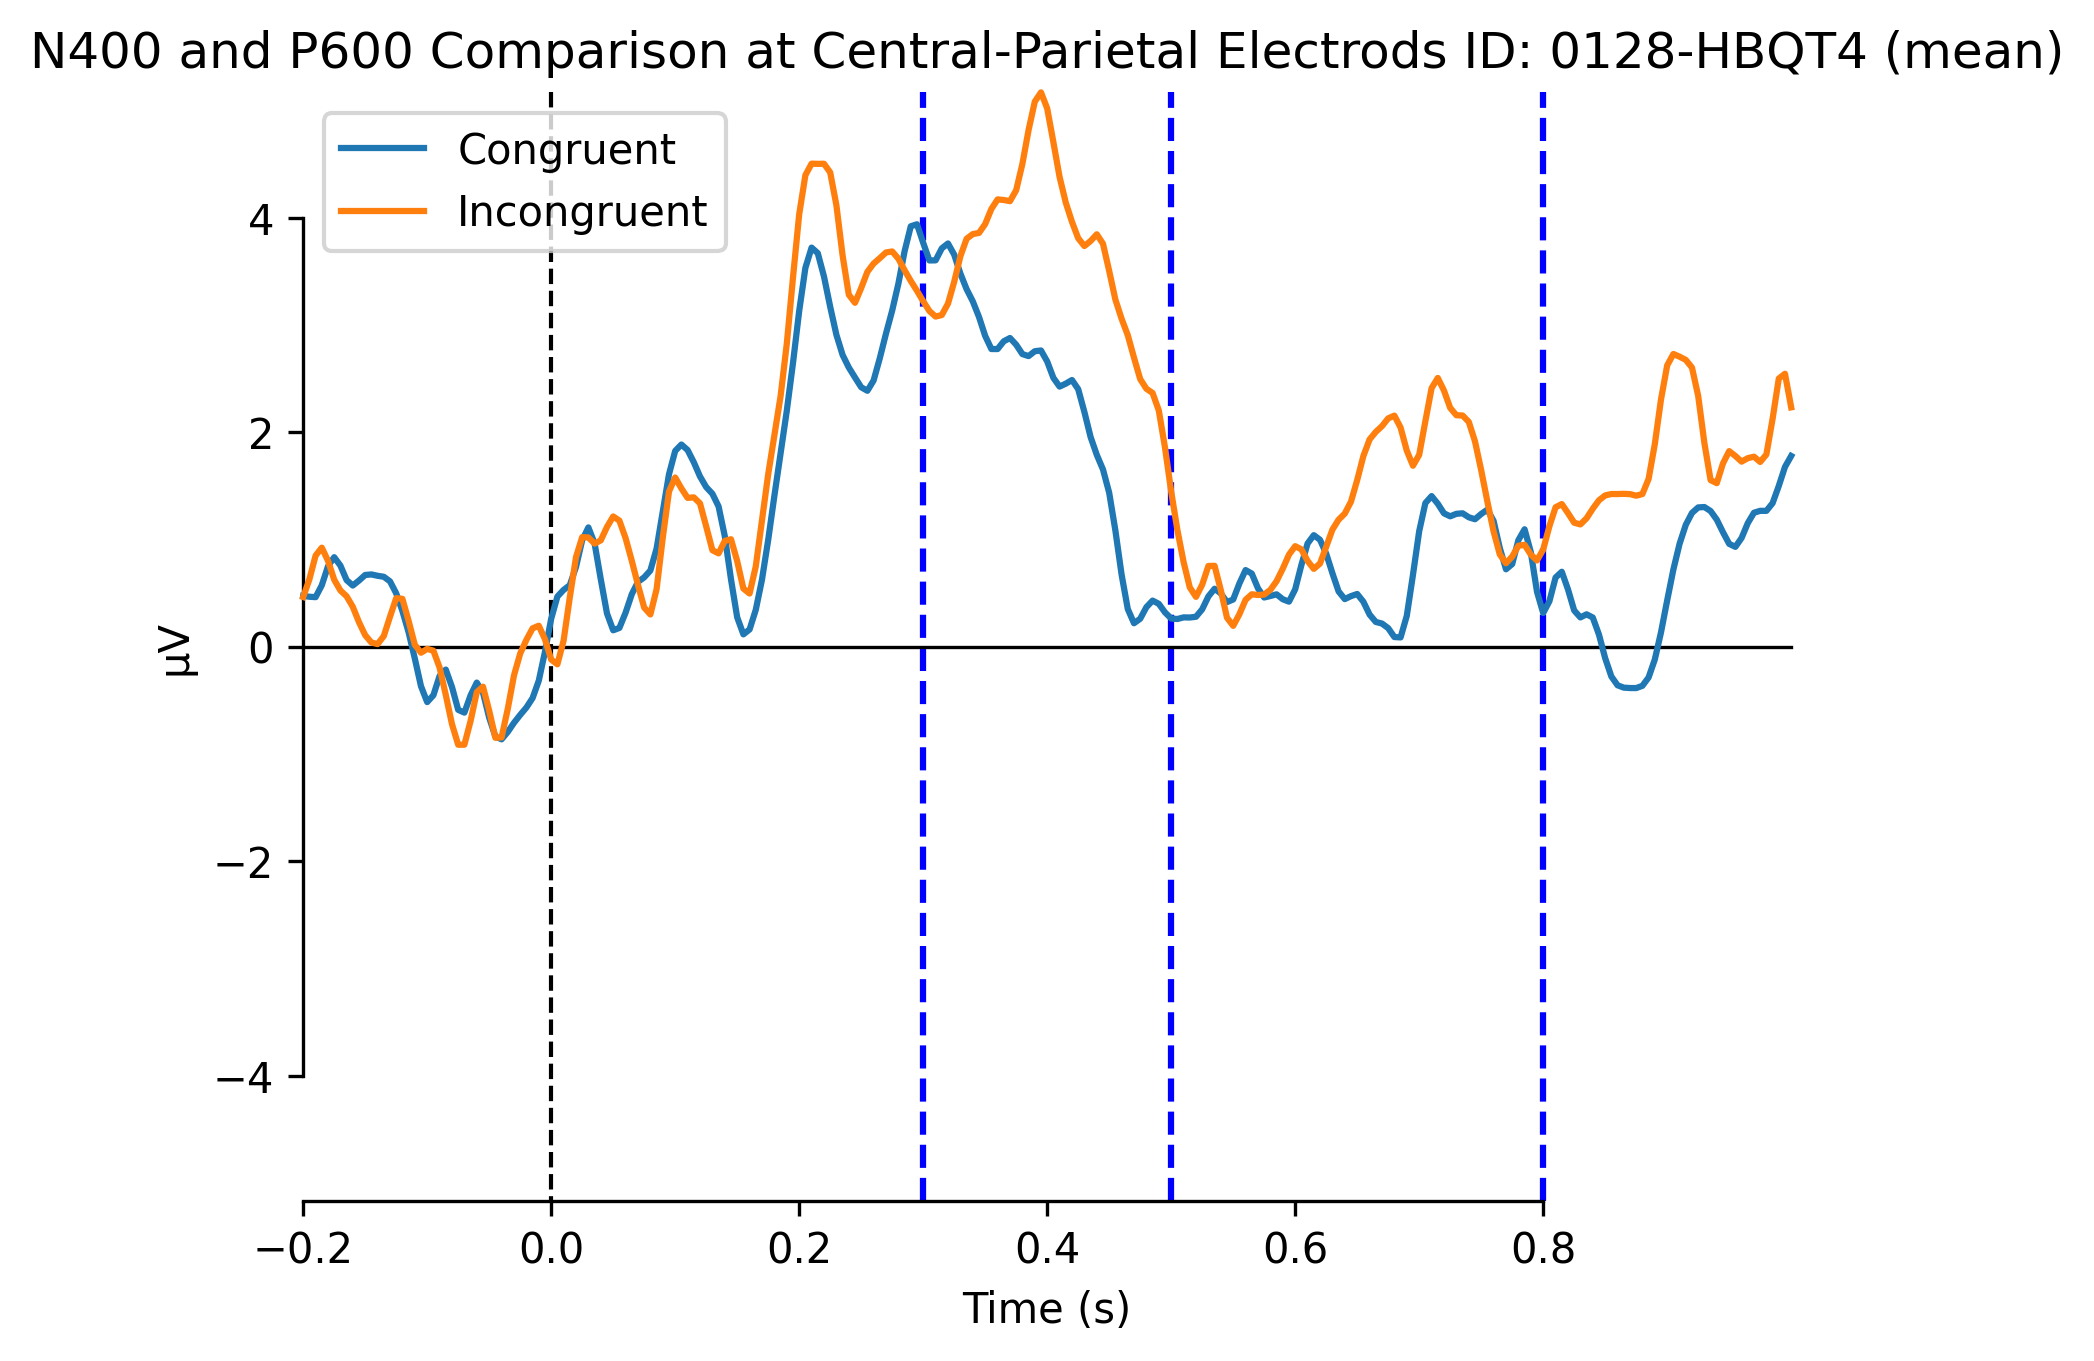 N400 and P600 Comparison at Central-Parietal Electrods ID: 0128-HBQT4 (mean)
Congruent
Incongruent
4
2
0
−2
−4
µV
−0.2 0.0 0.2 0.4 0.6 0.8
Time (s)